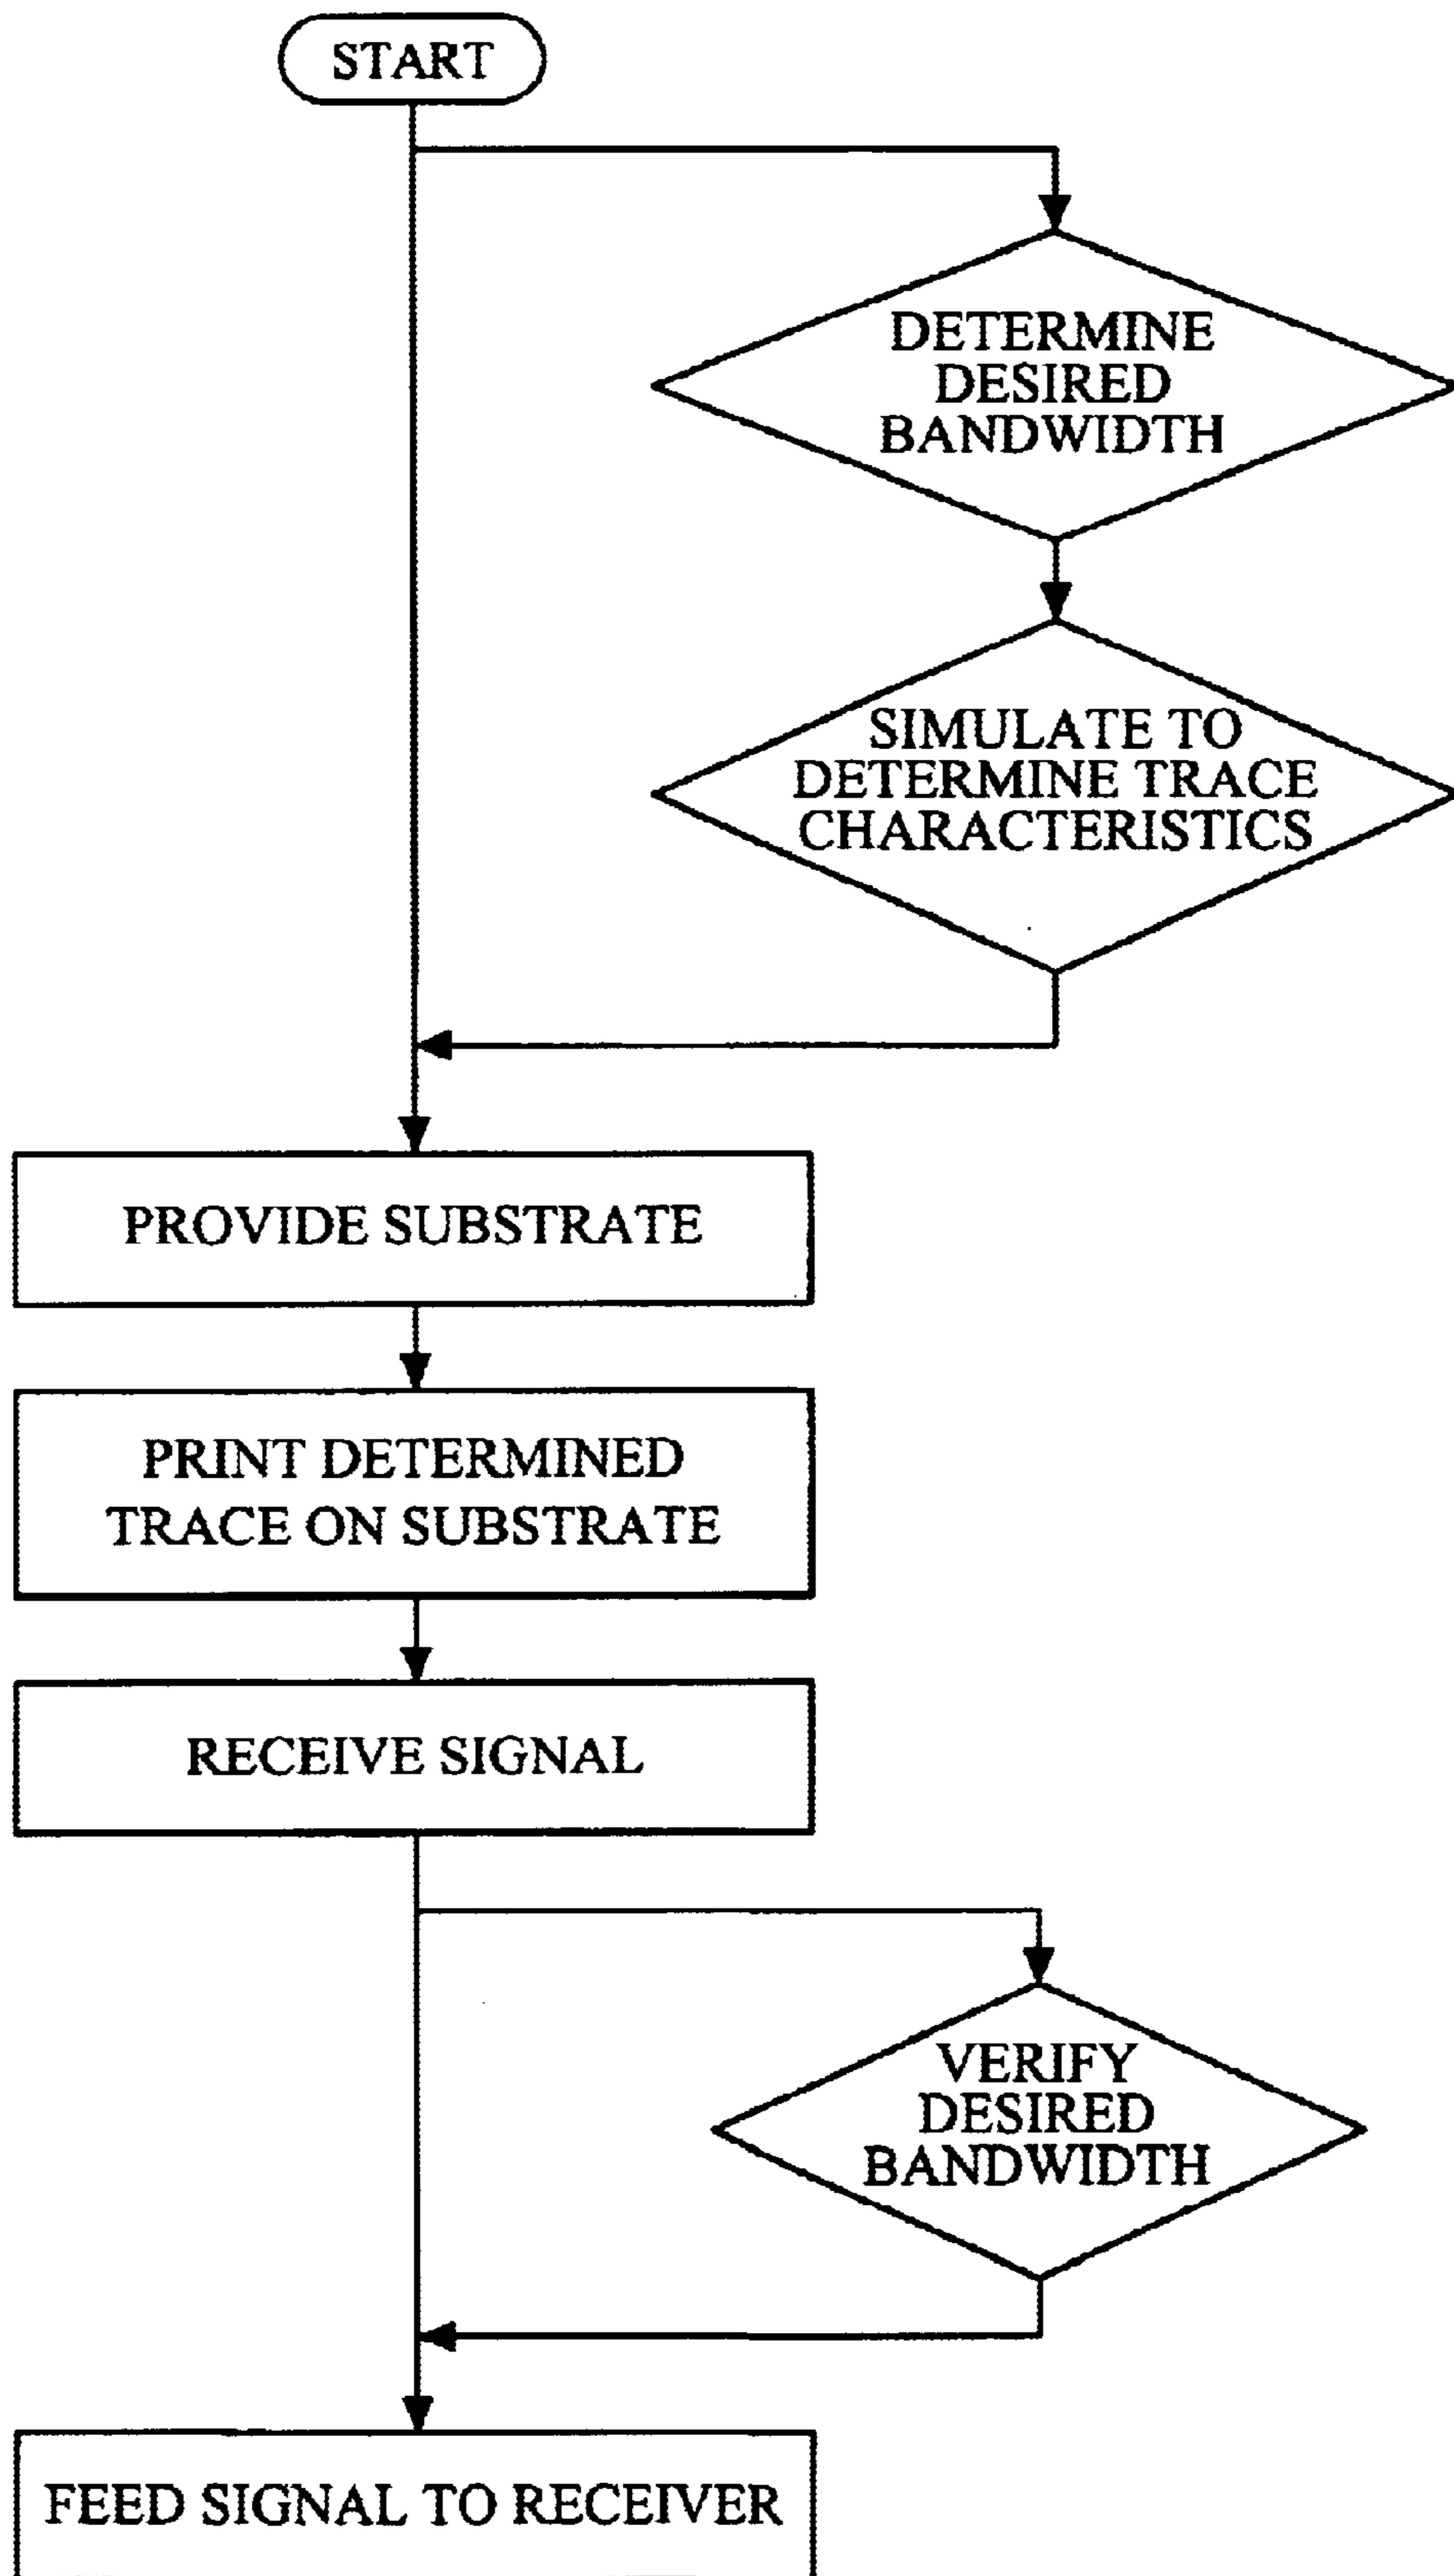 START
DETERMINE
DESIRED
BANDWIDTH
SIMULATE TO
DETERMINE TRACE
CHARACTERISTICS
PROVIDE SUBSTRATE
PRINT DETERMINED
TRACE ON SUBSTRATE
RECEIVE SIGNAL
VERIFY
DESIRED
BANDWIDTH
FEED SIGNAL TO RECEIVER